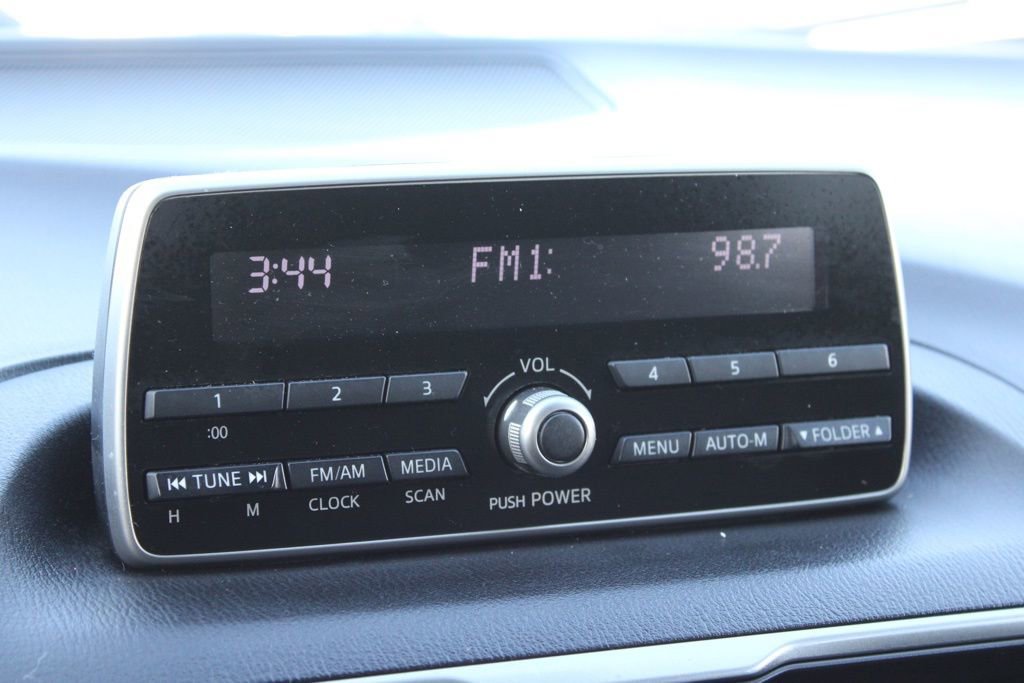 3:44 FM1: 98.7
VOL
1 2 3 4 5 6
:00
⏮ TUNE ⏭ FM/AM MEDIA MENU AUTO-M ▼ FOLDER ▲
H M CLOCK SCAN PUSH POWER